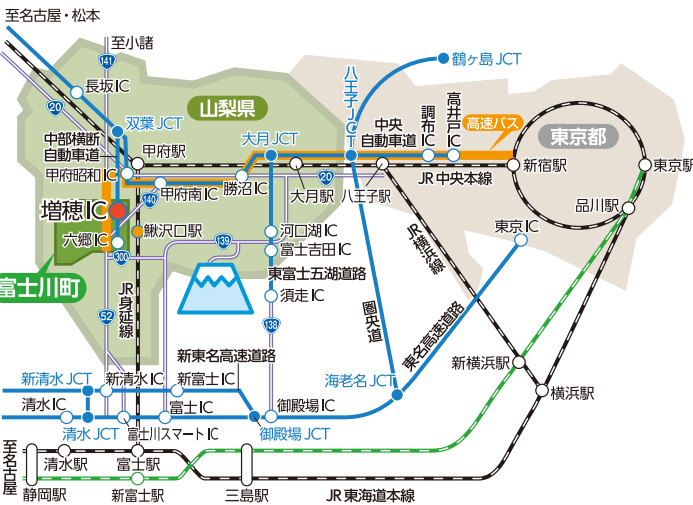 至名古屋・松本
至小諸
141
鶴ヶ島JCT
長坂IC
20
山梨県
八王子JCT
高井戸IC
調布IC
高速バス
双葉JCT
大月JCT
中央
自動車道
東京都
中部横断
自動車道
甲府駅
新宿駅
東京駅
甲府昭和IC
甲府南IC
勝沼IC
大月駅
20
八王子駅
JR中央本線
140
増穂IC
品川駅
鰍沢口駅
河口湖IC
東京IC
六郷IC
139
富士吉田IC
JR横浜線
300
東富士五湖道路
富士川町
JR身延線
須走IC
52
138
圏央道
東名高速道路
新東名高速道路
新横浜駅
新清水JCT
新清水IC
新富士IC
海老名JCT
横浜駅
清水IC
富士IC
御殿場IC
清水JCT
富士川スマートIC
御殿場JCT
至名古屋
清水駅
富士駅
静岡駅
新富士駅
三島駅
JR東海道本線